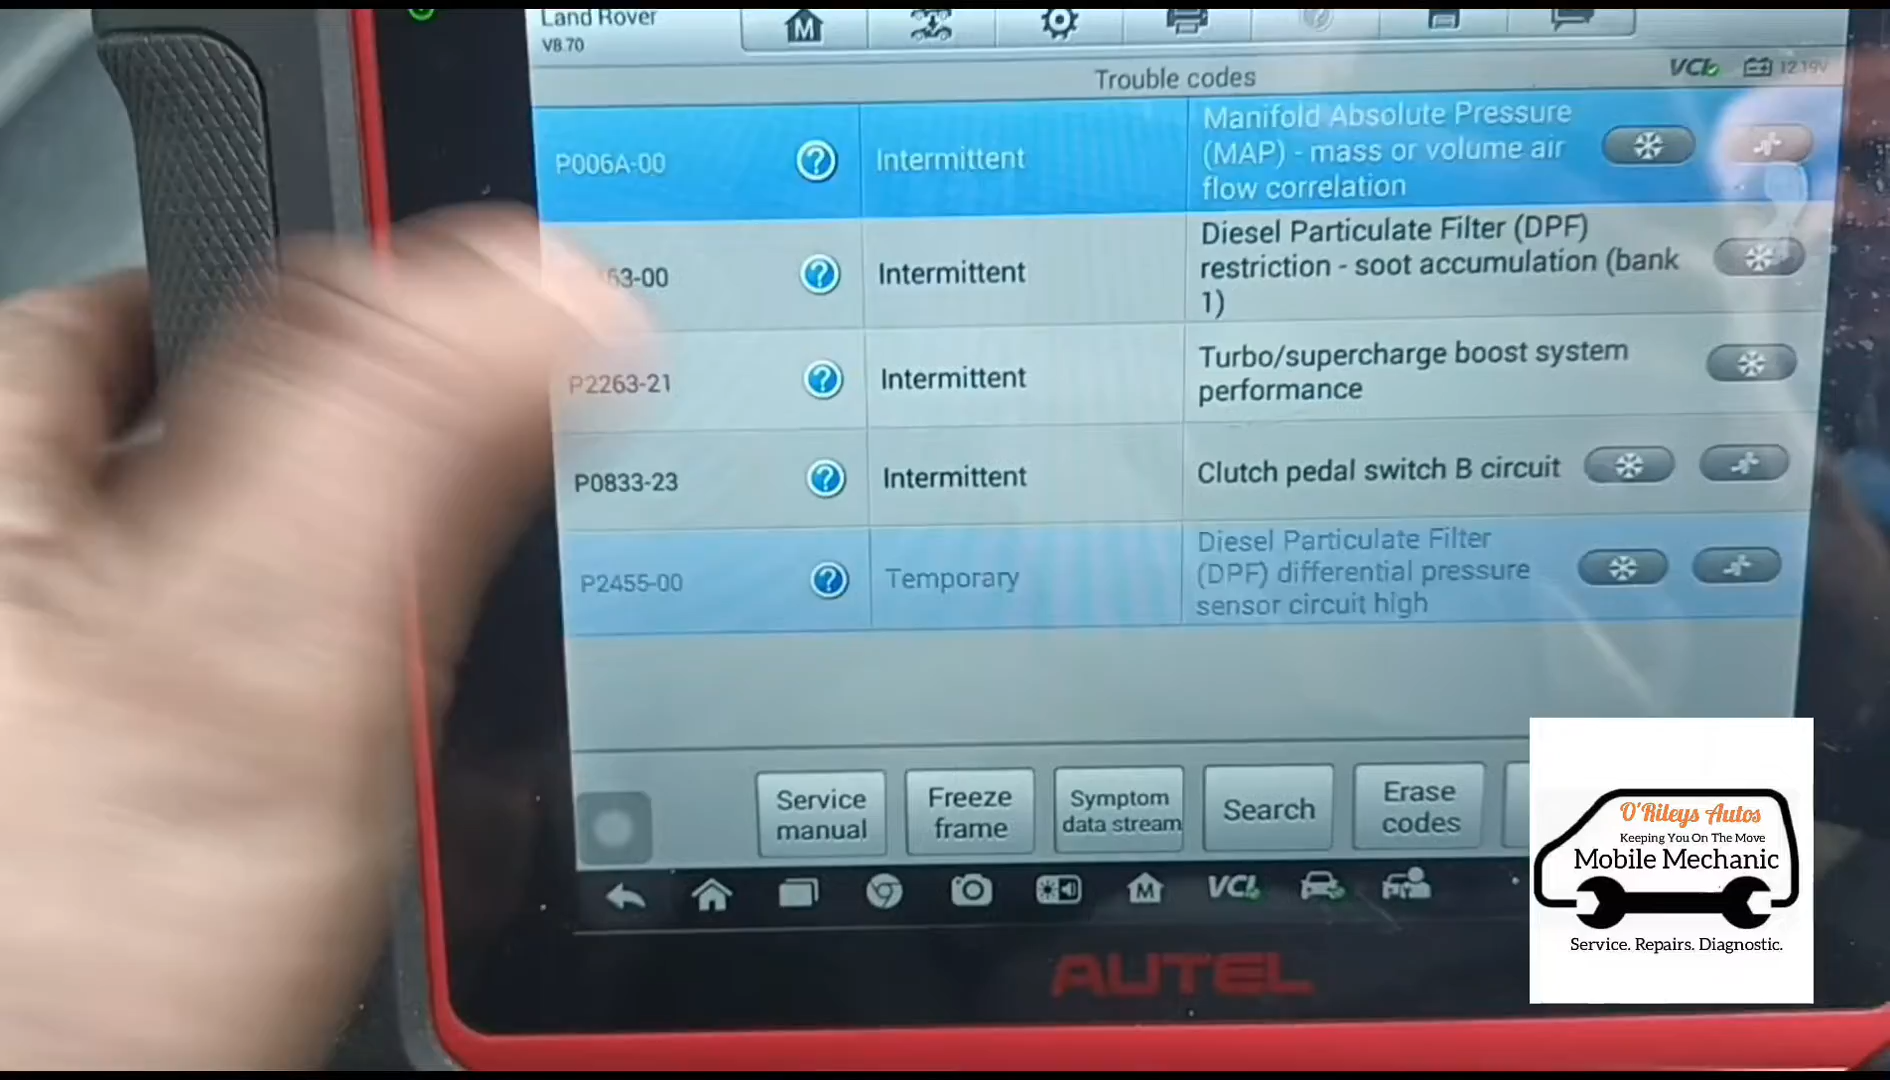 Land Rover
V8.70
M
Trouble codes
VCI
12.19V
P006A-00
?
Intermittent
Manifold Absolute Pressure
(MAP) - mass or volume air
flow correlation
63-00
?
Intermittent
Diesel Particulate Filter (DPF)
restriction - soot accumulation (bank
1)
P2263-21
?
Intermittent
Turbo/supercharge boost system
performance
P0833-23
?
Intermittent
Clutch pedal switch B circuit
P2455-00
?
Temporary
Diesel Particulate Filter
(DPF) differential pressure
sensor circuit high
Service
manual
Freeze
frame
Symptom
data stream
Search
Erase
codes
M
VCI
AUTEL
O'Rileys Autos
Keeping You On The Move
Mobile Mechanic
Service. Repairs. Diagnostic.